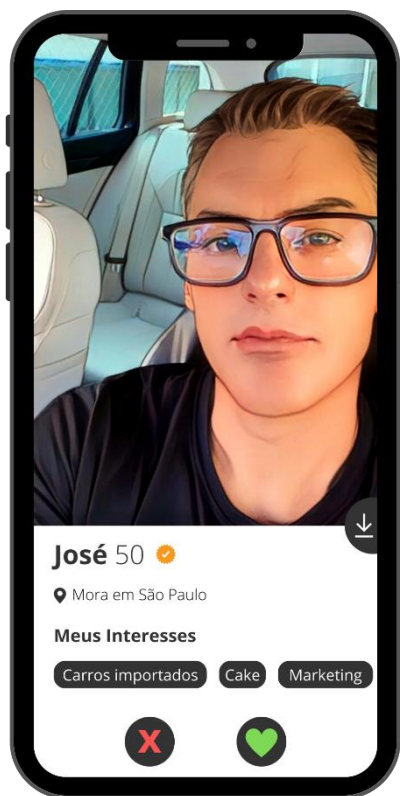 José 50
Mora em São Paulo
Meus Interesses
Carros importados Cake Marketing
X